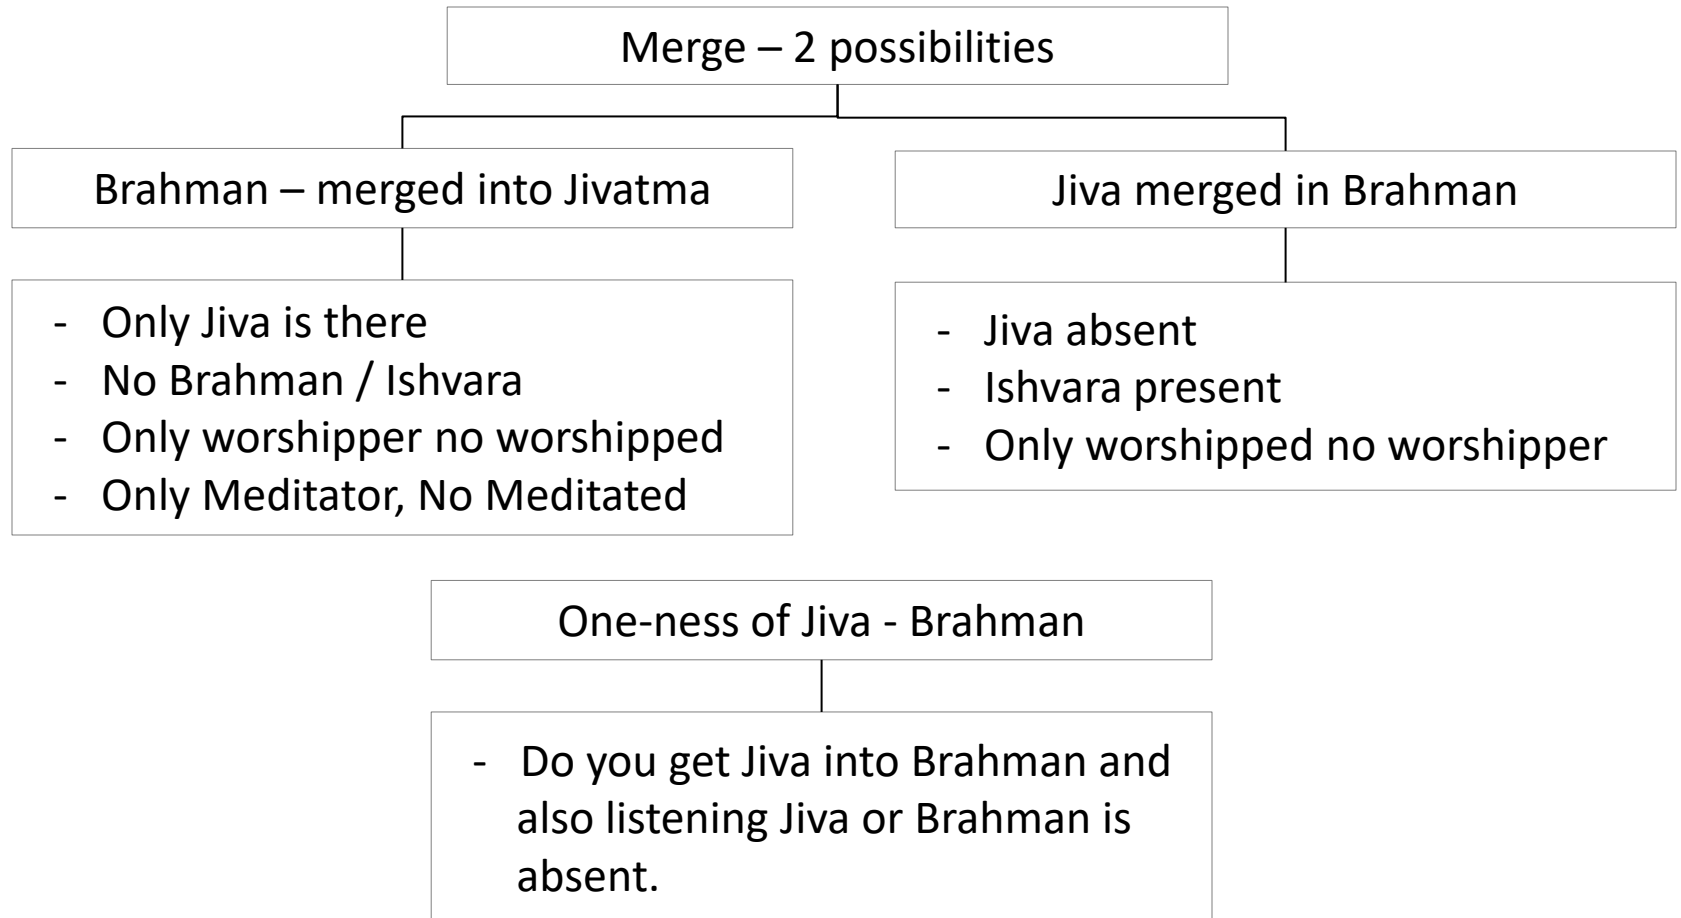 Merge – 2 possibilities
Brahman – merged into Jivatma
- Only Jiva is there
- No Brahman / Ishvara
- Only worshipper no worshipped
- Only Meditator, No Meditated
Jiva merged in Brahman
- Jiva absent
- Ishvara present
- Only worshipped no worshipper
One-ness of Jiva - Brahman
- Do you get Jiva into Brahman and
also listening Jiva or Brahman is
absent.